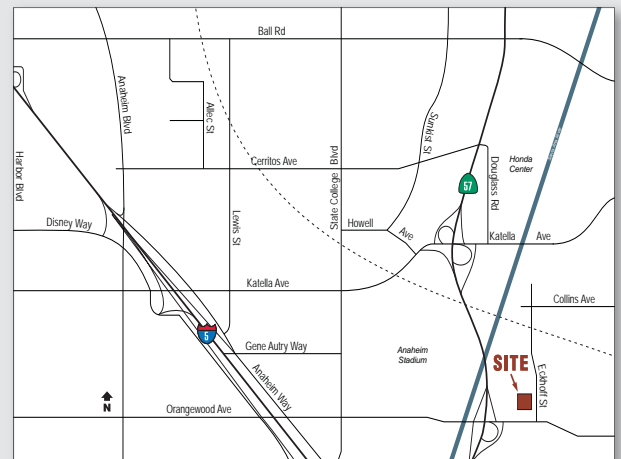 Ball Rd
Anaheim Blvd
Allec St
Sunkist St
Harbor Blvd
Cerritos Ave
State College Blvd
57
Douglass Rd
Honda
Center
Disney Way
Lewis St
Howell
Ave
Katella
Ave
Katella Ave
Collins Ave
5
Gene Autry Way
Anaheim
Stadium
SITE
Anaheim Way
Eckhoff St
N
Orangewood Ave